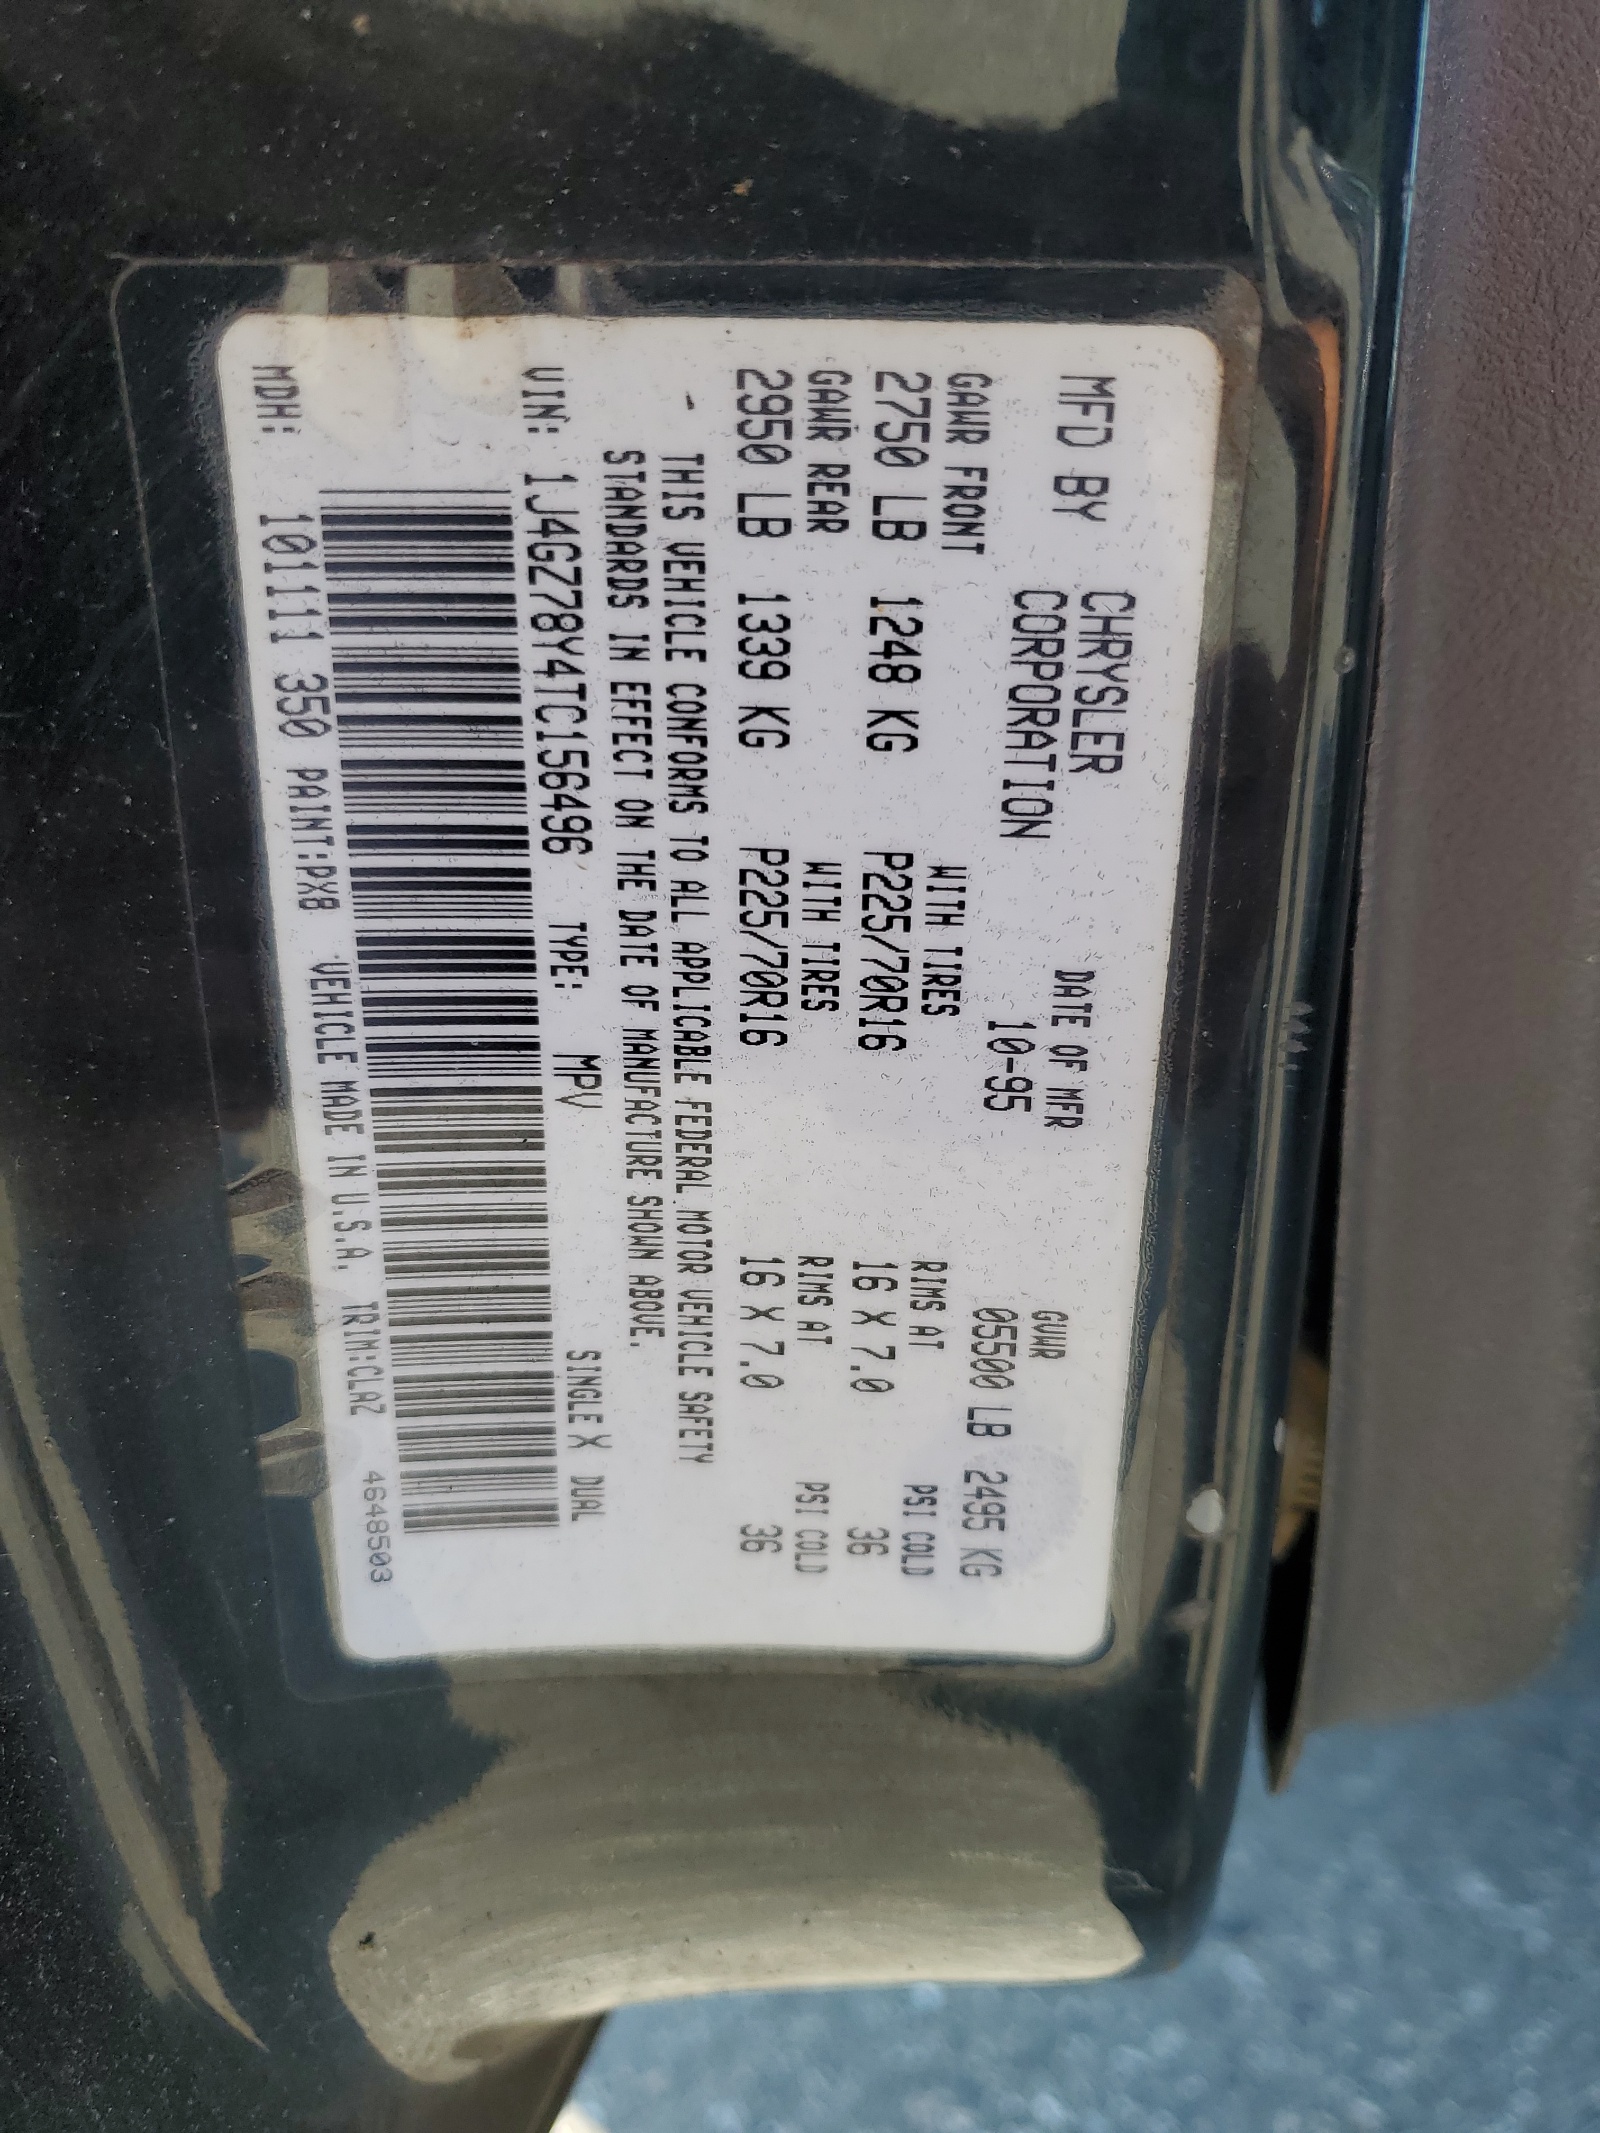 MFD BY CHRYSLER CORPORATION DATE OF MFR 10-95 GVWR 05500 LB 2495 KG
GAWR FRONT WITH TIRES RIMS AT PSI COLD
2750 LB 1248 KG P225/70R16 16 X 7.0 36
GAWR REAR WITH TIRES RIMS AT PSI COLD
2950 LB 1339 KG P225/70R16 16 X 7.0 36
- THIS VEHICLE CONFORMS TO ALL APPLICABLE FEDERAL MOTOR VEHICLE SAFETY
STANDARDS IN EFFECT ON THE DATE OF MANUFACTURE SHOWN ABOVE.
VIN: 1J4GZ78Y4TC156496 TYPE: MPV SINGLE X DUAL
MDH: 101111 350 PAINT:PX8 VEHICLE MADE IN U.S.A. TRIM:CLAZ 4648503